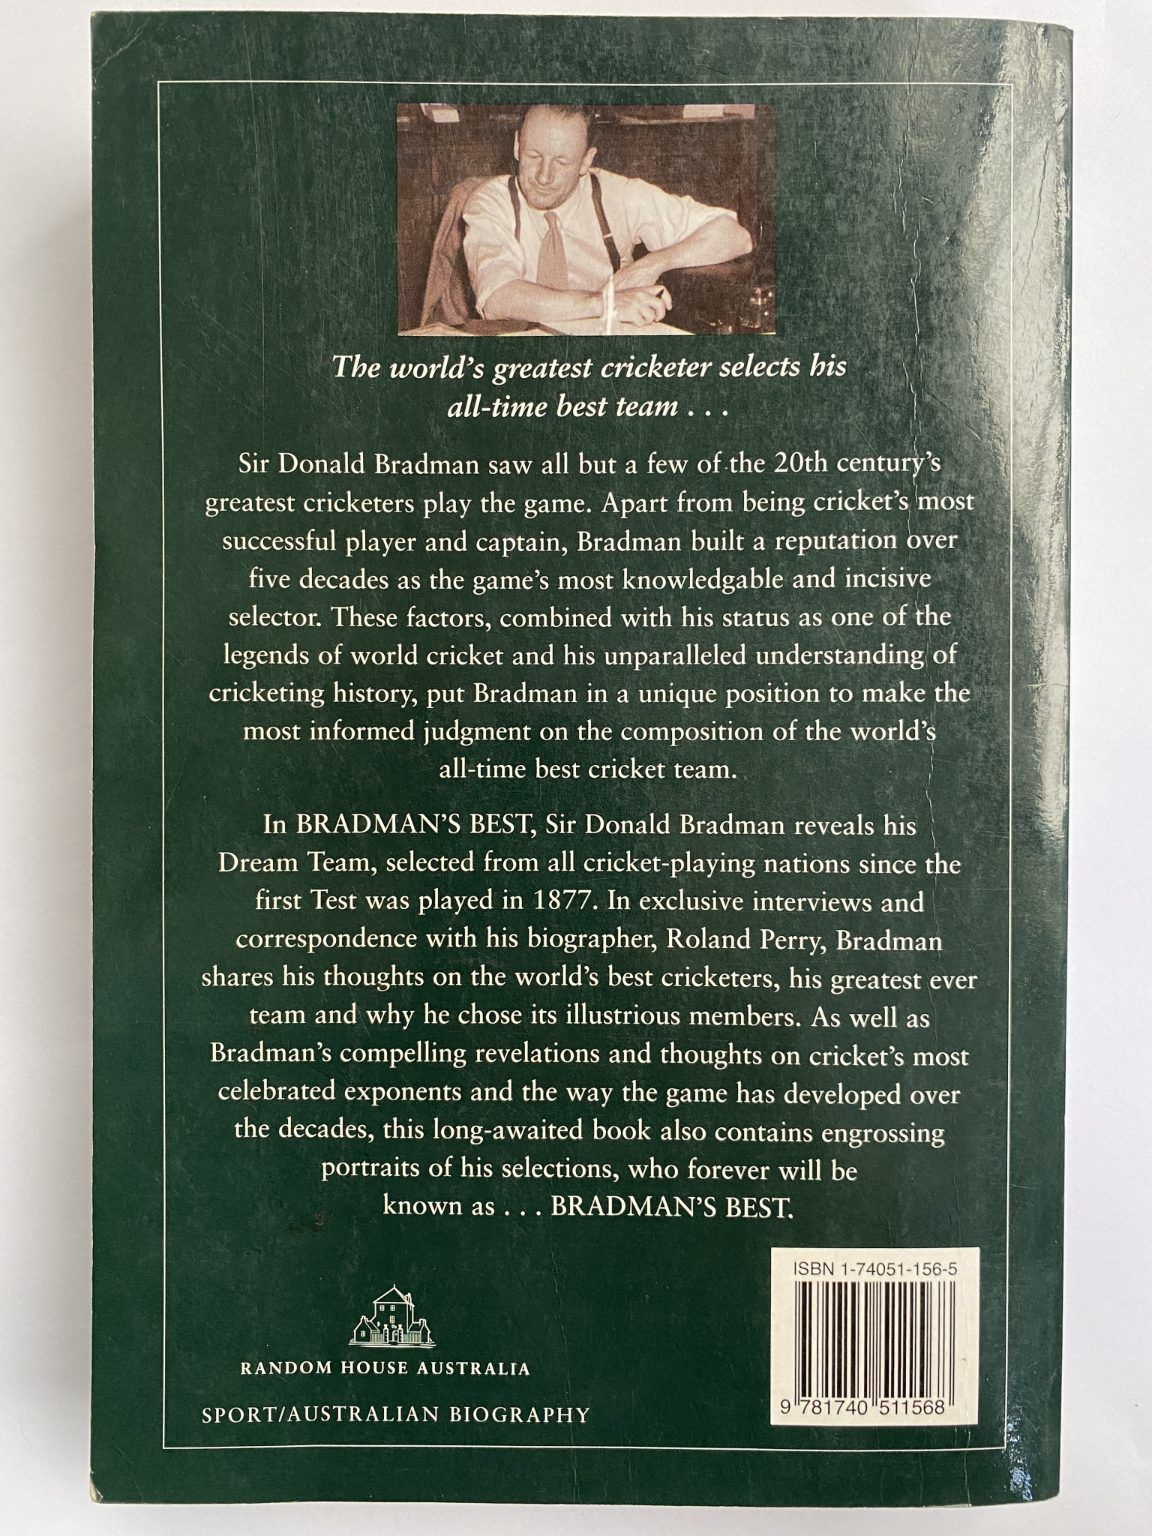 The world's greatest cricketer selects his
all-time best team . . .
Sir Donald Bradman saw all but a few of the 20th century's
greatest cricketers play the game. Apart from being cricket's most
successful player and captain, Bradman built a reputation over
five decades as the game's most knowledgable and incisive
selector. These factors, combined with his status as one of the
legends of world cricket and his unparalleled understanding of
cricketing history, put Bradman in a unique position to make the
most informed judgment on the composition of the world's
all-time best cricket team.
In BRADMAN'S BEST, Sir Donald Bradman reveals his
Dream Team, selected from all cricket-playing nations since the
first Test was played in 1877. In exclusive interviews and
correspondence with his biographer, Roland Perry, Bradman
shares his thoughts on the world's best cricketers, his greatest ever
team and why he chose its illustrious members. As well as
Bradman's compelling revelations and thoughts on cricket's most
celebrated exponents and the way the game has developed over
the decades, this long-awaited book also contains engrossing
portraits of his selections, who forever will be
known as . . . BRADMAN'S BEST.
ISBN 1-74051-156-5
9 781740 511568
RANDOM HOUSE AUSTRALIA
SPORT/AUSTRALIAN BIOGRAPHY